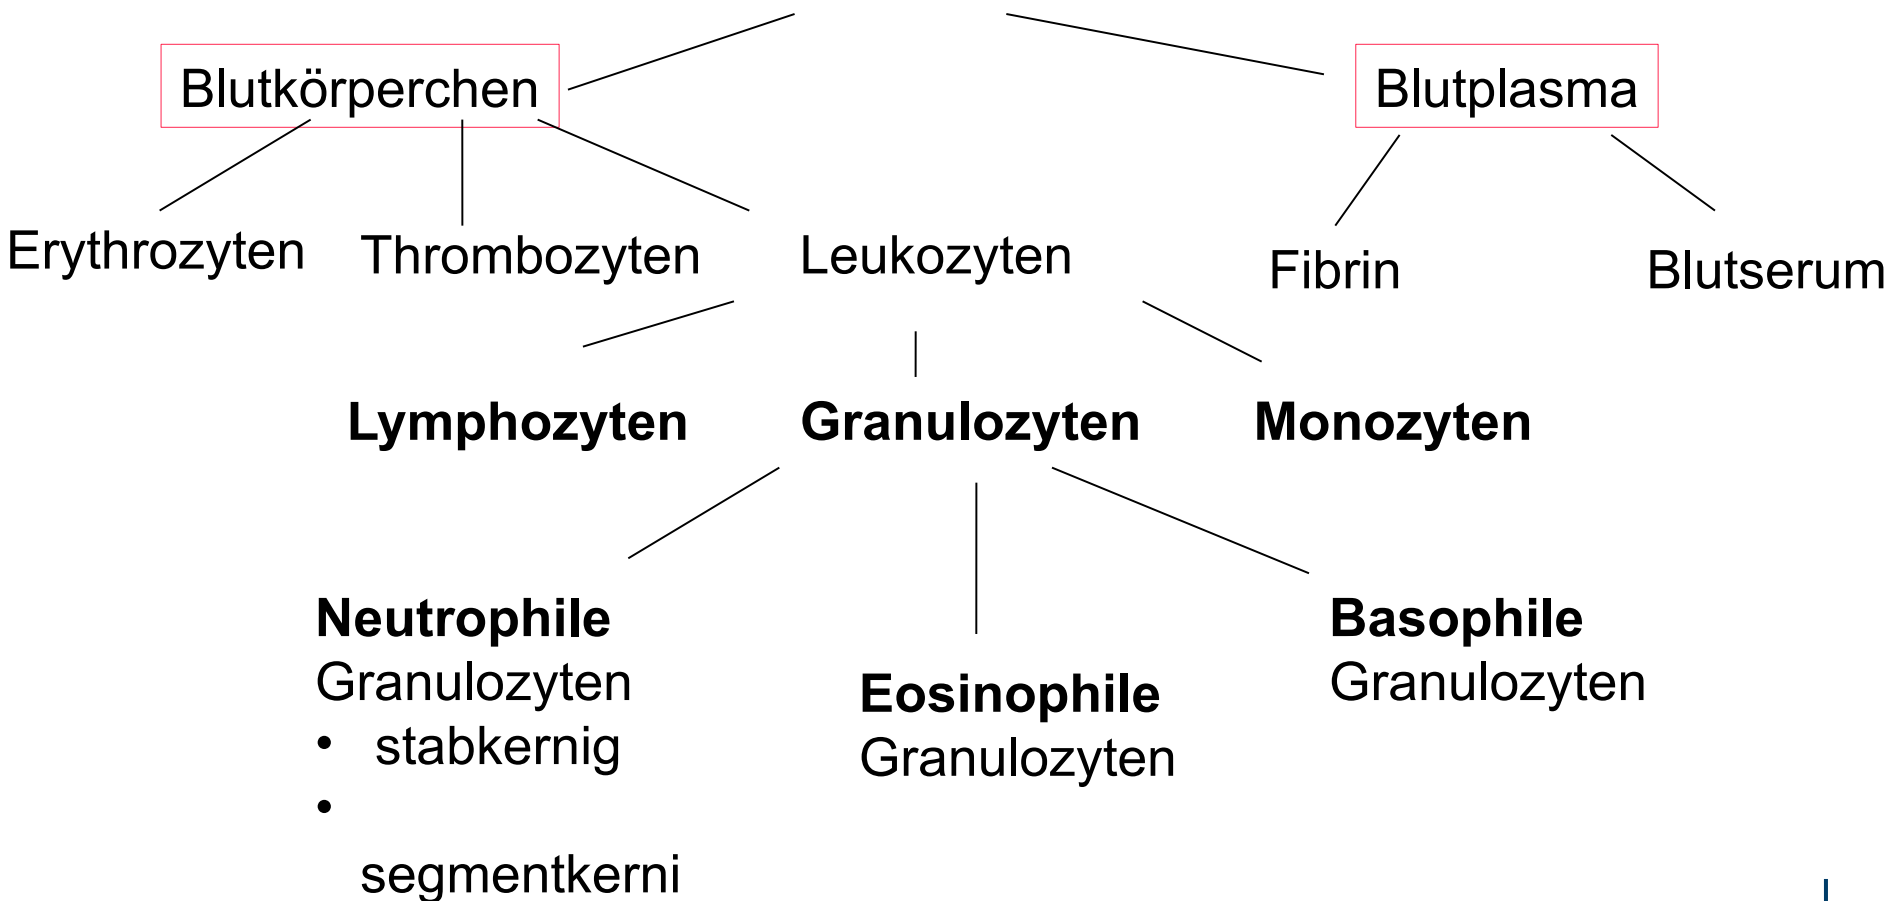 Blutkörperchen
Blutplasma
Erythrozyten
Thrombozyten
Leukozyten
Fibrin
Blutserum
Lymphozyten
Granulozyten
Monozyten
Neutrophile
Granulozyten
• stabkernig
•
segmentkerni
Eosinophile
Granulozyten
Basophile
Granulozyten